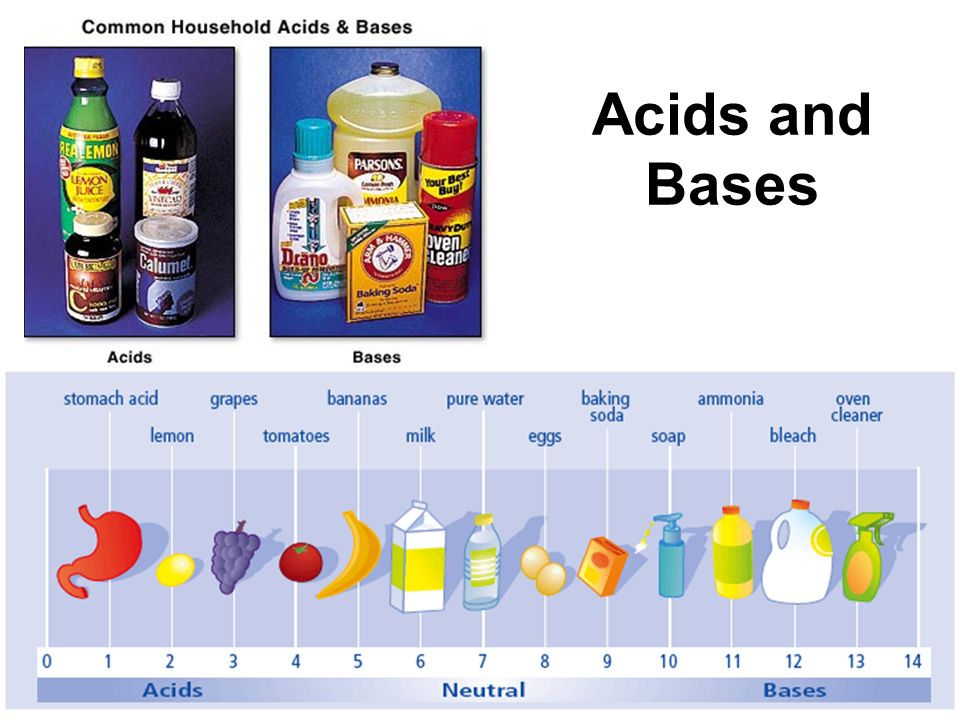 Common Household Acids & Bases
Acids and
Bases
REALEMON
LEMON
JUICE
VINEGAR
C
1000 mg
Calumet
PARSONS
AMMONIA
Drano
ARM & HAMMER
Baking Soda
Your Best
Buy!
HEAVY DUTY
Oven
Cleaner
Acids
Bases
stomach acid grapes bananas pure water baking soda ammonia oven cleaner
lemon tomatoes milk eggs soap bleach
0 1 2 3 4 5 6 7 8 9 10 11 12 13 14
Acids Neutral Bases